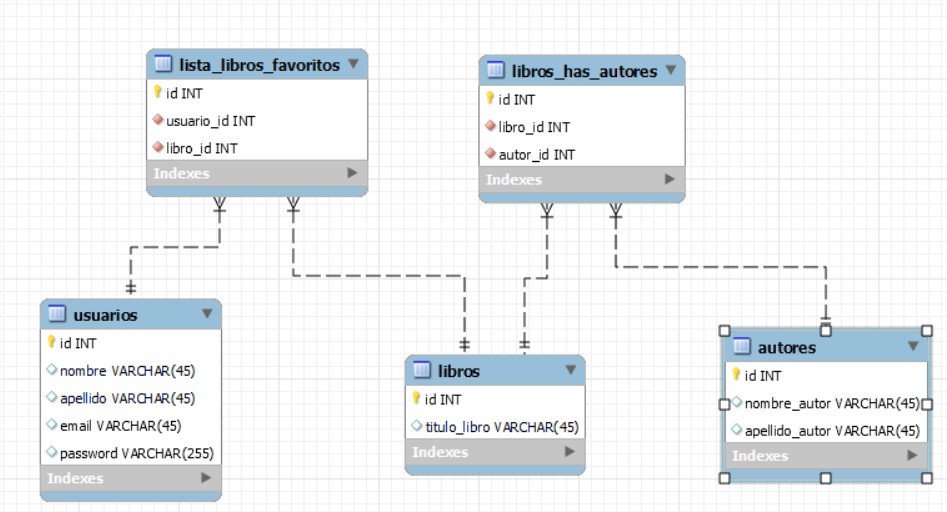 lista_libros_favoritos
id INT
usuario_id INT
libro_id INT
Indexes
libros_has_autores
id INT
libro_id INT
autor_id INT
Indexes
usuarios
id INT
nombre VARCHAR(45)
apellido VARCHAR(45)
email VARCHAR(45)
password VARCHAR(255)
Indexes
libros
id INT
titulo_libro VARCHAR(45)
Indexes
autores
id INT
nombre_autor VARCHAR(45)
apellido_autor VARCHAR(45)
Indexes